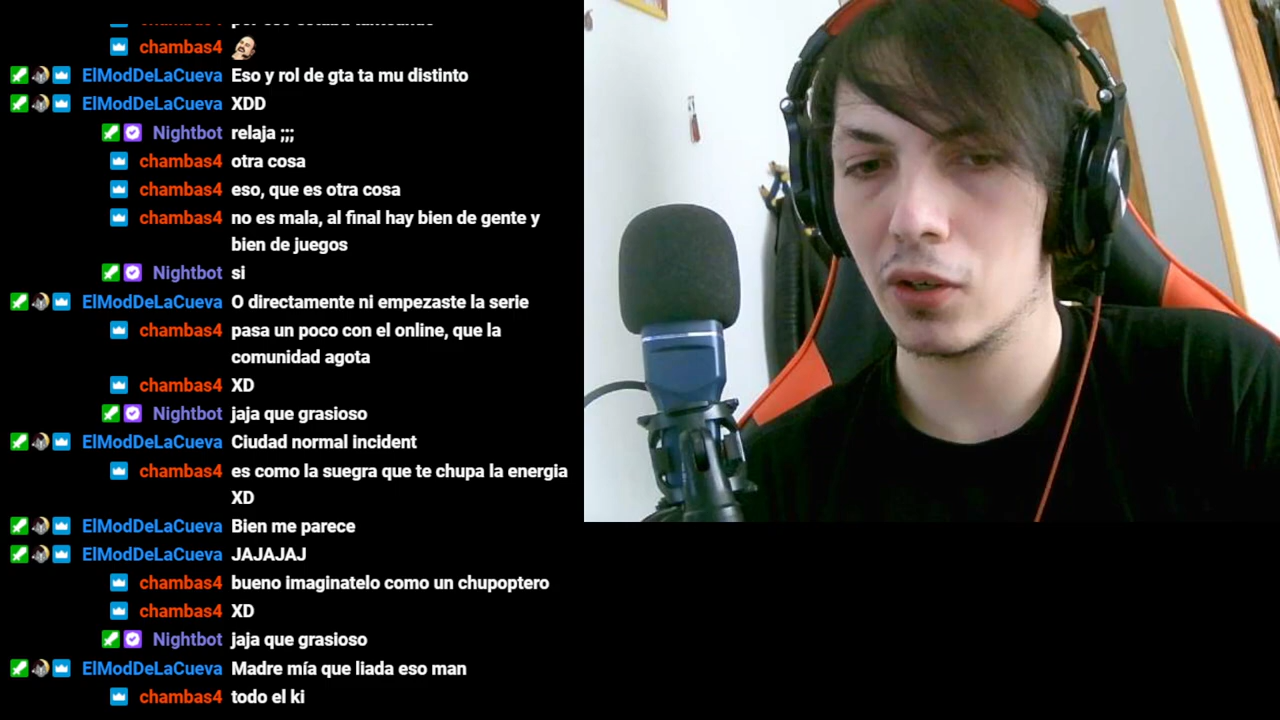 chambas4
ElModDeLaCueva Eso y rol de gta ta mu distinto
ElModDeLaCueva XDD
Nightbot relaja ;;;
chambas4 otra cosa
chambas4 eso, que es otra cosa
chambas4 no es mala, al final hay bien de gente y
bien de juegos
Nightbot si
ElModDeLaCueva O directamente ni empezaste la serie
chambas4 pasa un poco con el online, que la
comunidad agota
chambas4 XD
Nightbot jaja que grasioso
ElModDeLaCueva Ciudad normal incident
chambas4 es como la suegra que te chupa la energia
XD
ElModDeLaCueva Bien me parece
ElModDeLaCueva JAJAJAJ
chambas4 bueno imaginatelo como un chupoptero
chambas4 XD
Nightbot jaja que grasioso
ElModDeLaCueva Madre mía que liada eso man
chambas4 todo el ki